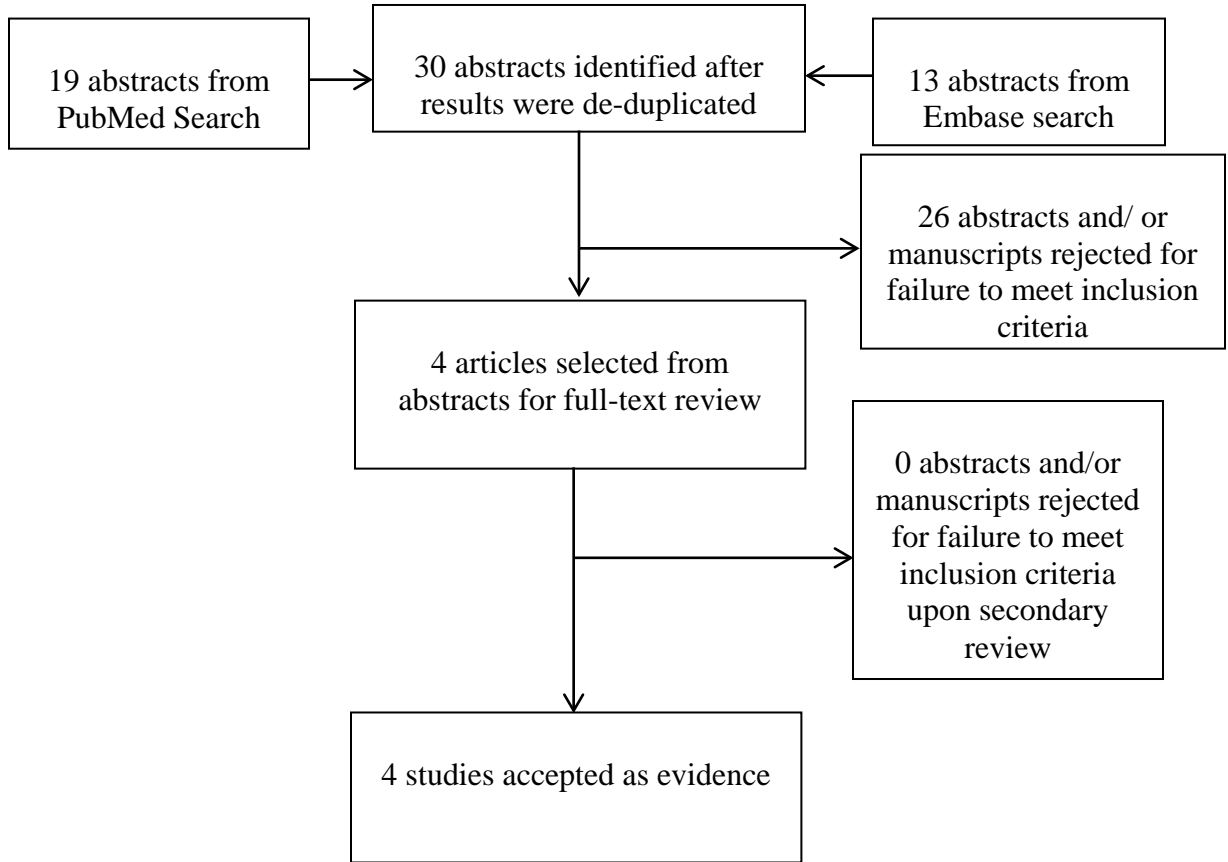 19 abstracts from
PubMed Search
30 abstracts identified after
results were de-duplicated
13 abstracts from
Embase search
26 abstracts and/ or
manuscripts rejected for
failure to meet inclusion
criteria
4 articles selected from
abstracts for full-text review
0 abstracts and/or
manuscripts rejected
for failure to meet
inclusion criteria
upon secondary
review
4 studies accepted as evidence